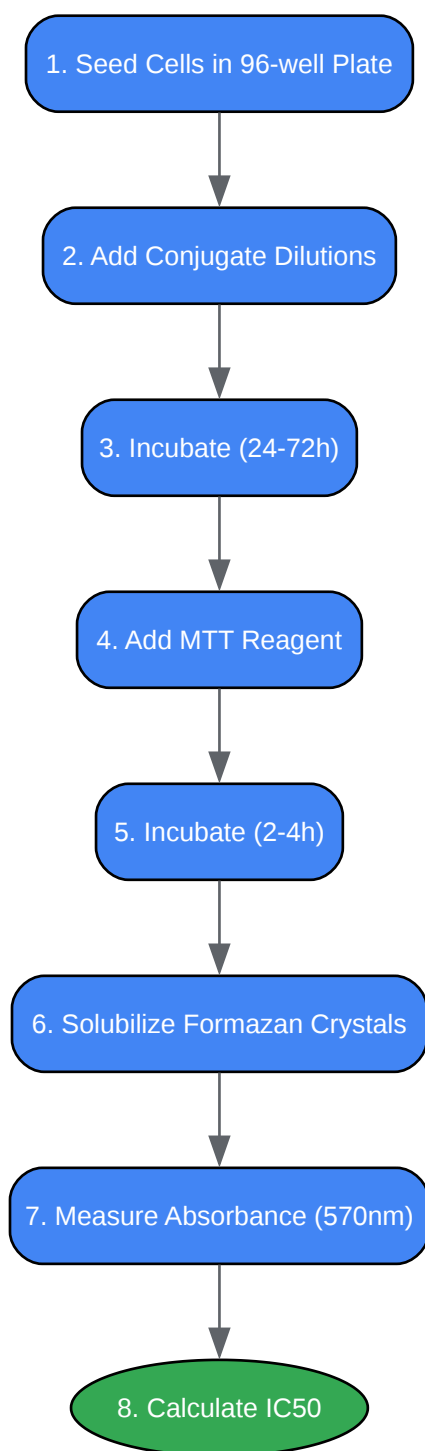 1. Seed Cells in 96-well Plate
2. Add Conjugate Dilutions
3. Incubate (24-72h)
4. Add MTT Reagent
5. Incubate (2-4h)
6. Solubilize Formazan Crystals
7. Measure Absorbance (570nm)
8. Calculate IC50